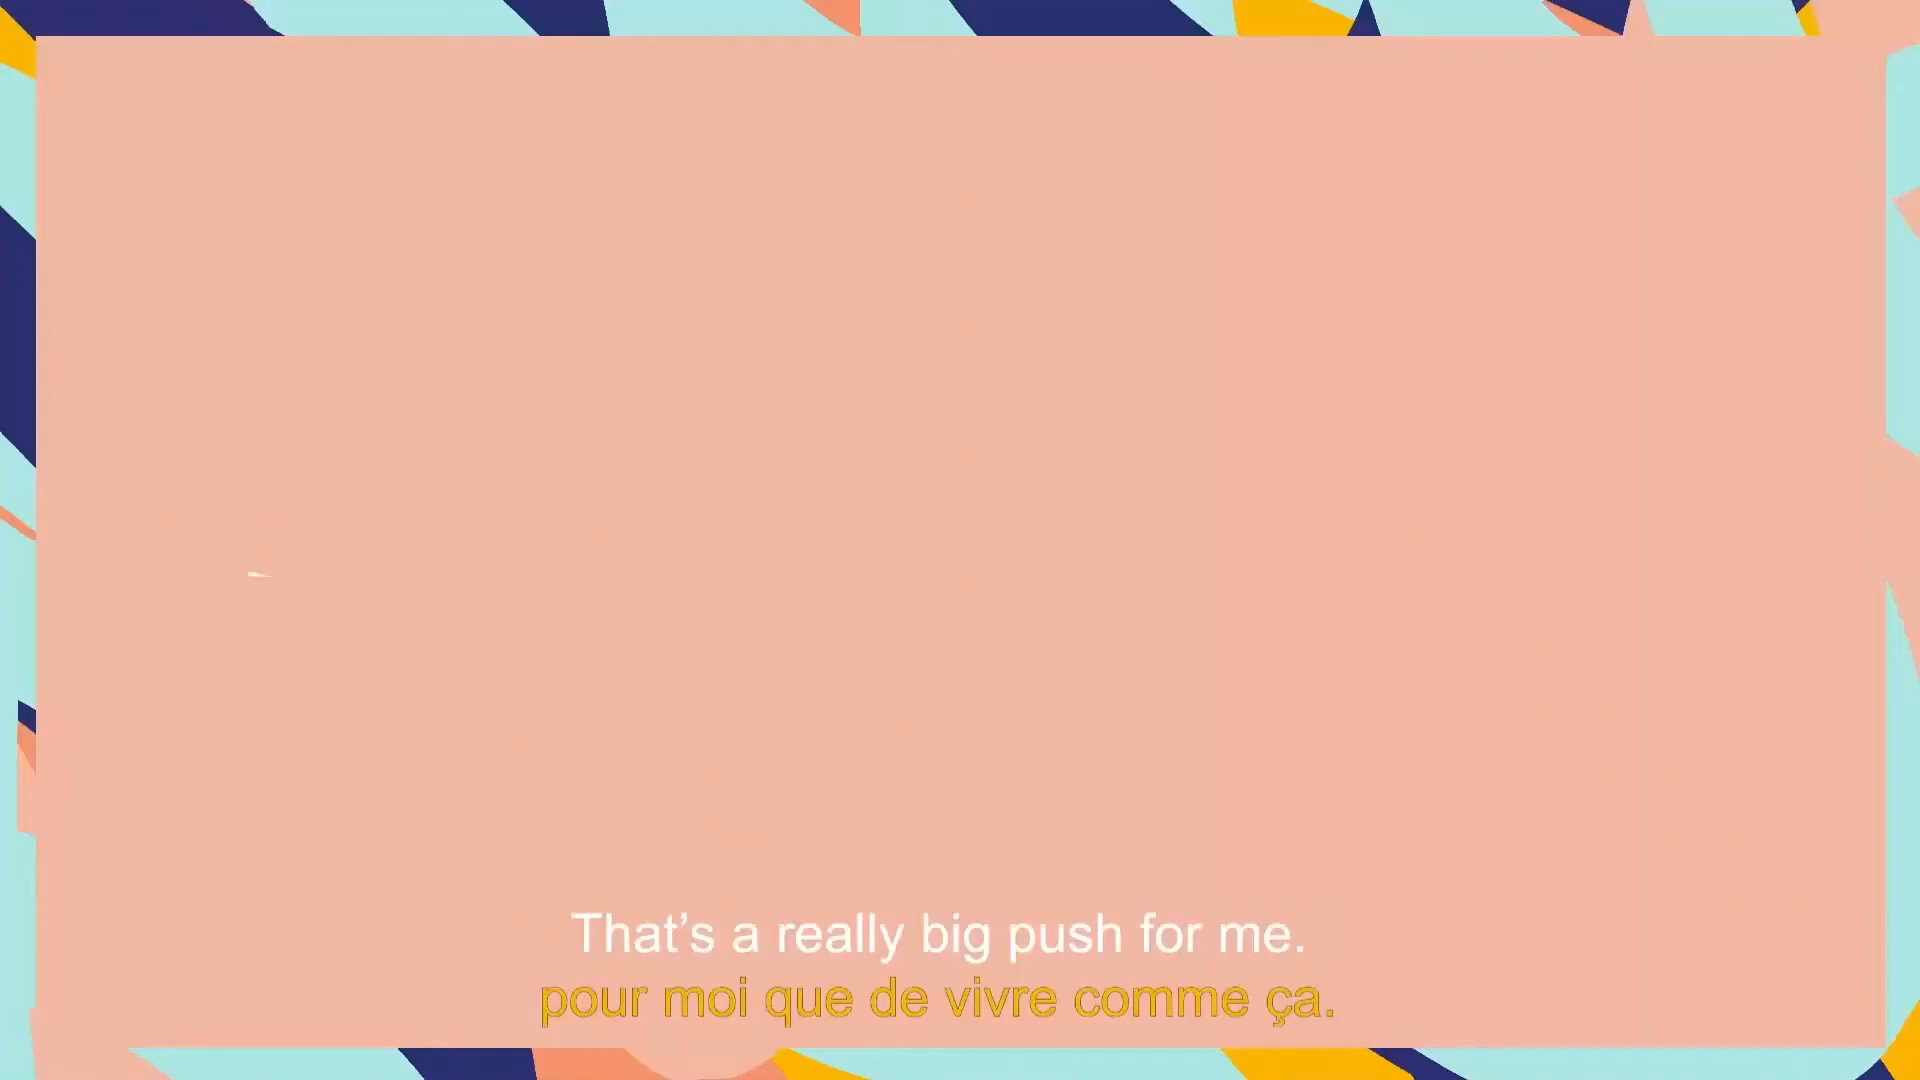 That’s a really big push for me.
pour moi que de vivre comme ça.